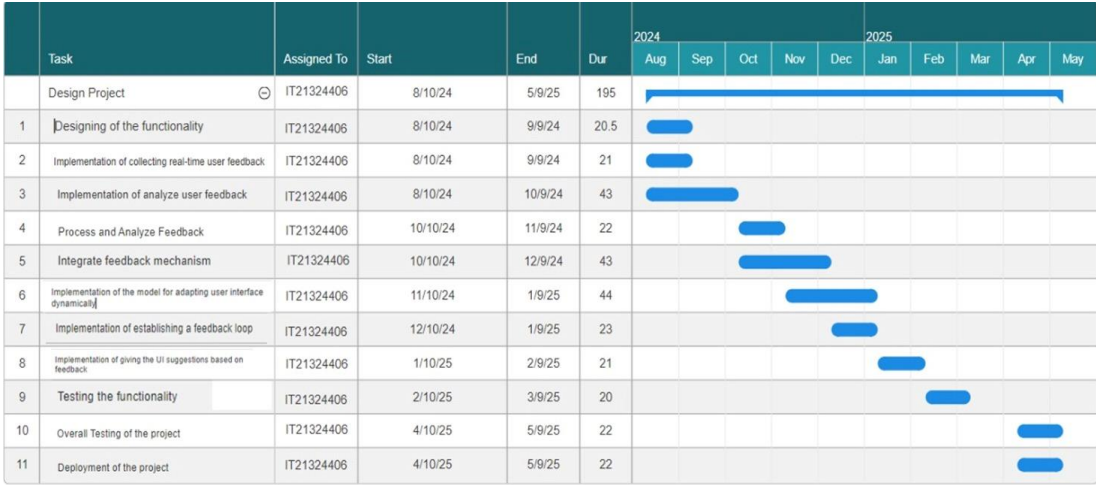 2024 2025
Task Assigned To Start End Dur Aug Sep Oct Nov Dec Jan Feb Mar Apr May
Design Project IT21324406 8/10/24 5/9/25 195
1 Designing of the functionality IT21324406 8/10/24 9/9/24 20.5
2 Implementation of collecting real-time user feedback IT21324406 8/10/24 9/9/24 21
3 Implementation of analyze user feedback IT21324406 8/10/24 10/9/24 43
4 Process and Analyze Feedback IT21324406 10/10/24 11/9/24 22
5 Integrate feedback mechanism IT21324406 10/10/24 12/9/24 43
6 Implementation of the model for adapting user interface
dynamically IT21324406 11/10/24 1/9/25 44
7 Implementation of establishing a feedback loop IT21324406 12/10/24 1/9/25 23
8 Implementation of giving the UI suggestions based on
feedback IT21324406 1/10/25 2/9/25 21
9 Testing the functionality IT21324406 2/10/25 3/9/25 20
10 Overall Testing of the project IT21324406 4/10/25 5/9/25 22
11 Deployment of the project IT21324406 4/10/25 5/9/25 22